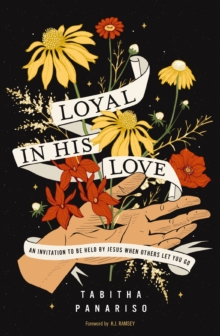 LOYAL
IN HIS
LOVE
AN INVITATION TO BE HELD BY JESUS WHEN OTHERS LET YOU GO
TABITHA
PANARISO
Foreword by K.J. RAMSEY